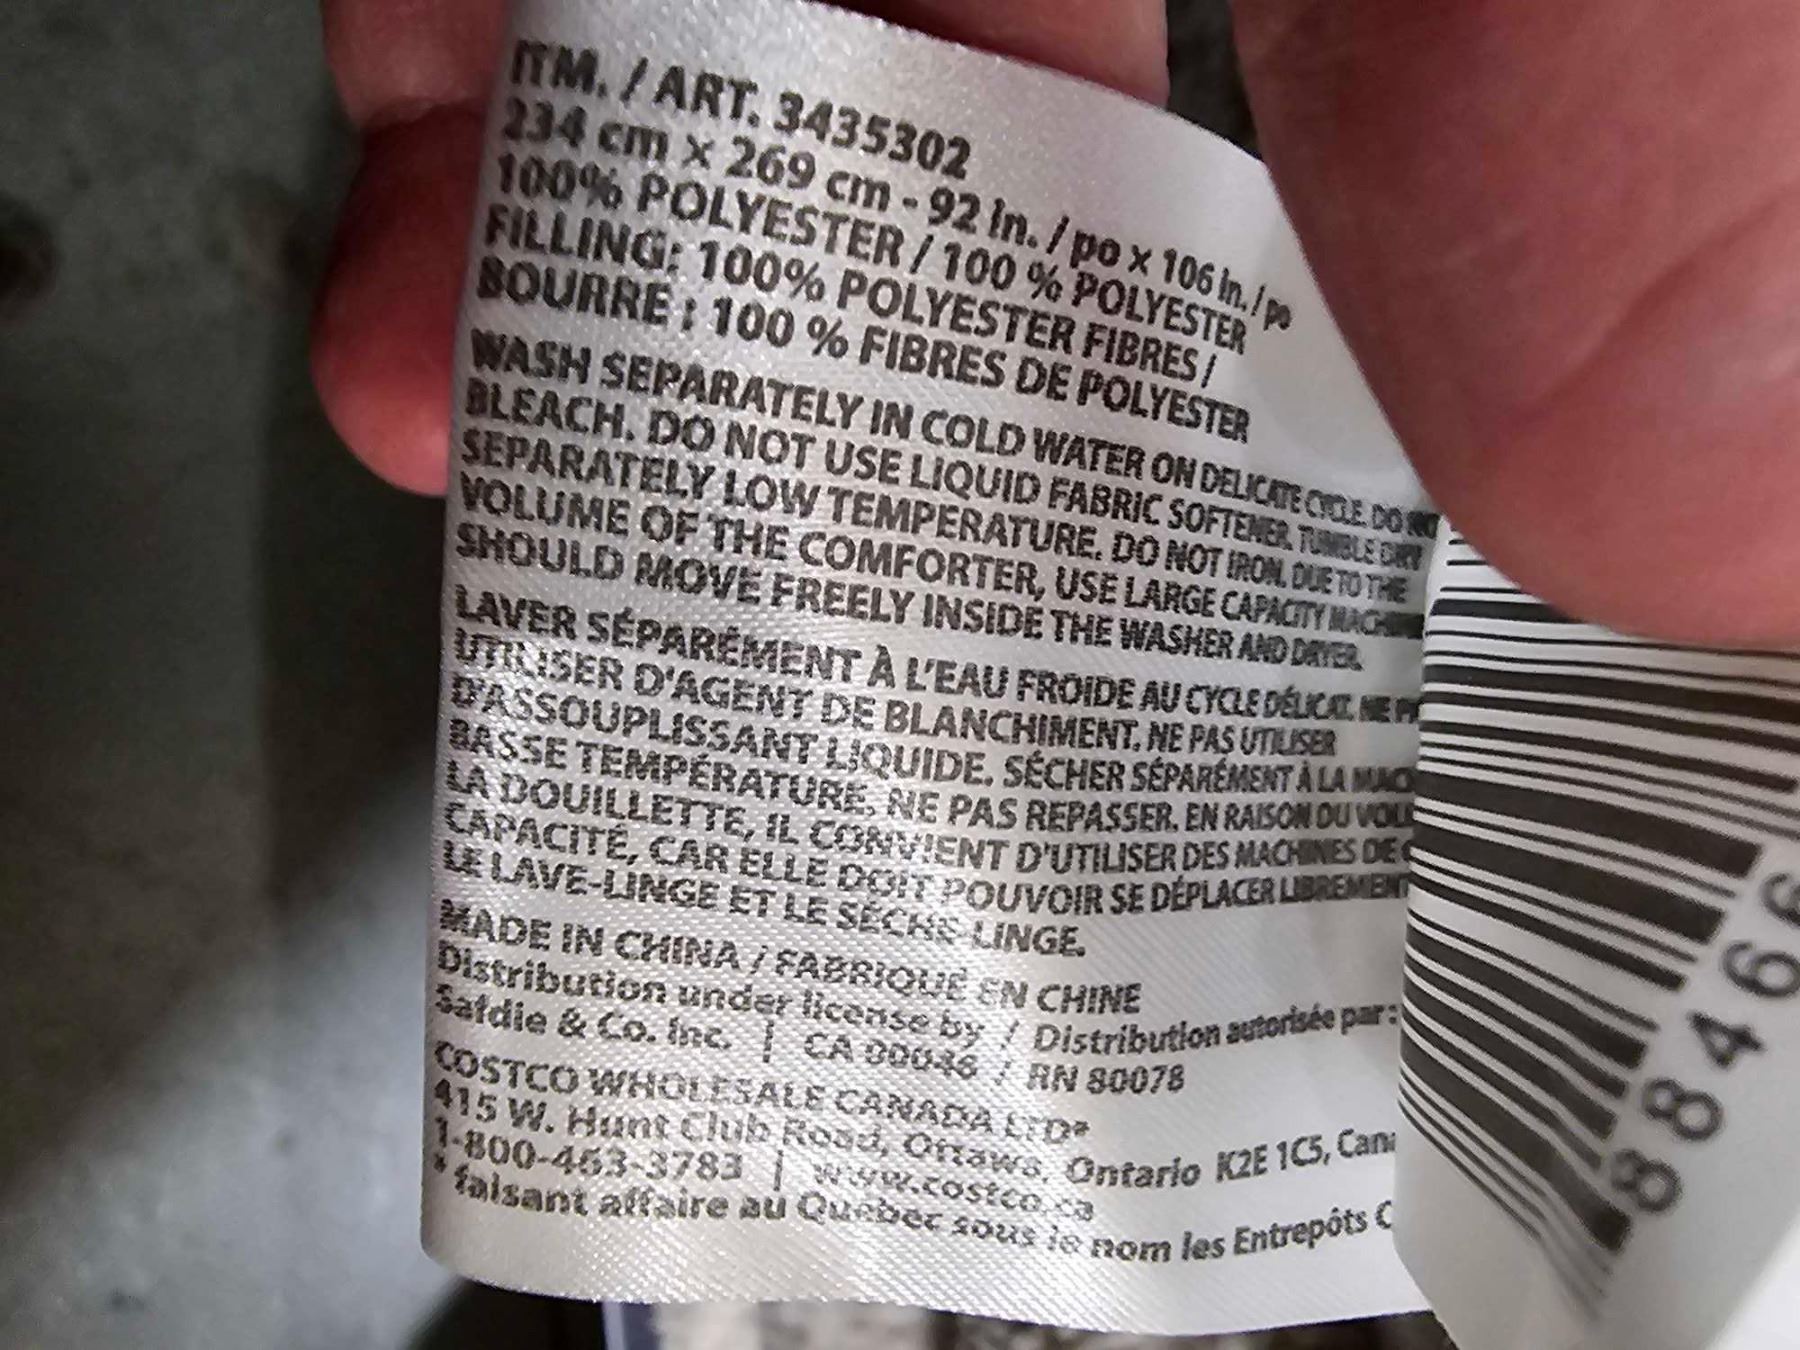 ITM. / ART. 3435302
234 cm x 269 cm - 92 in. / po x 106 in. / po
100% POLYESTER / 100 % POLYESTER
FILLING: 100% POLYESTER FIBRES /
BOURRE : 100 % FIBRES DE POLYESTER
WASH SEPARATELY IN COLD WATER ON DELICATE CYCLE. DO NOT
BLEACH. DO NOT USE LIQUID FABRIC SOFTENER. TUMBLE DRY
SEPARATELY LOW TEMPERATURE. DO NOT IRON. DUE TO THE
VOLUME OF THE COMFORTER, USE LARGE CAPACITY
SHOULD MOVE FREELY INSIDE THE WASHER AND DRYER.
LAVER SÉPARÉMENT À L'EAU FROIDE AU CYCLE DÉLICAT. NE
UTILISER D'AGENT DE BLANCHIMENT. NE PAS UTILISER
D'ASSOUPLISSANT LIQUIDE. SÉCHER SÉPARÉMENT À LA
BASSE TEMPÉRATURE. NE PAS REPASSER. EN RAISON DU
LA DOUILLETTE, IL CONVIENT D'UTILISER DES MACHINES DE
CAPACITÉ, CAR ELLE DOIT POUVOIR SE DÉPLACER LIBREMENT
LE LAVE-LINGE ET LE SÈCHE-LINGE.
MADE IN CHINA / FABRIQUÉ EN CHINE
Distribution under license by / Distribution autorisée par:
Safdie & Co. Inc. | CA 00046 / RN 80078
COSTCO WHOLESALE CANADA LTD*
415 W. Hunt Club Road, Ottawa, Ontario K2E 1C5,
1-800-463-3783 | www.costco.ca
* faisant affaire au Québec sous le nom les Entrepôts C
88466